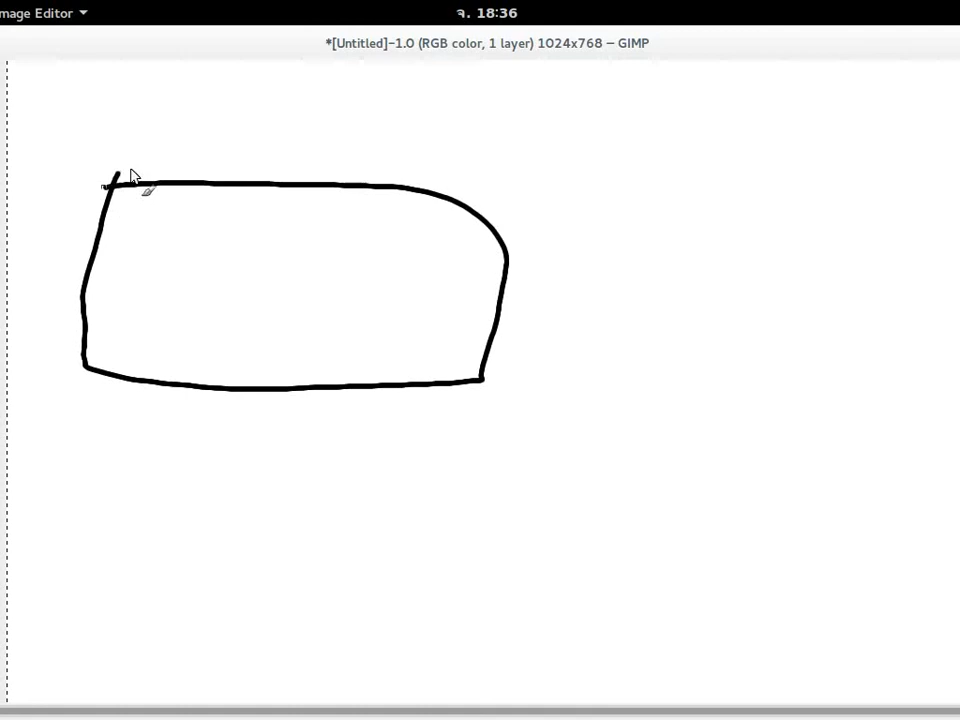 mage Editor
จ. 18:36
*[Untitled]-1.0 (RGB color, 1 layer) 1024x768 – GIMP